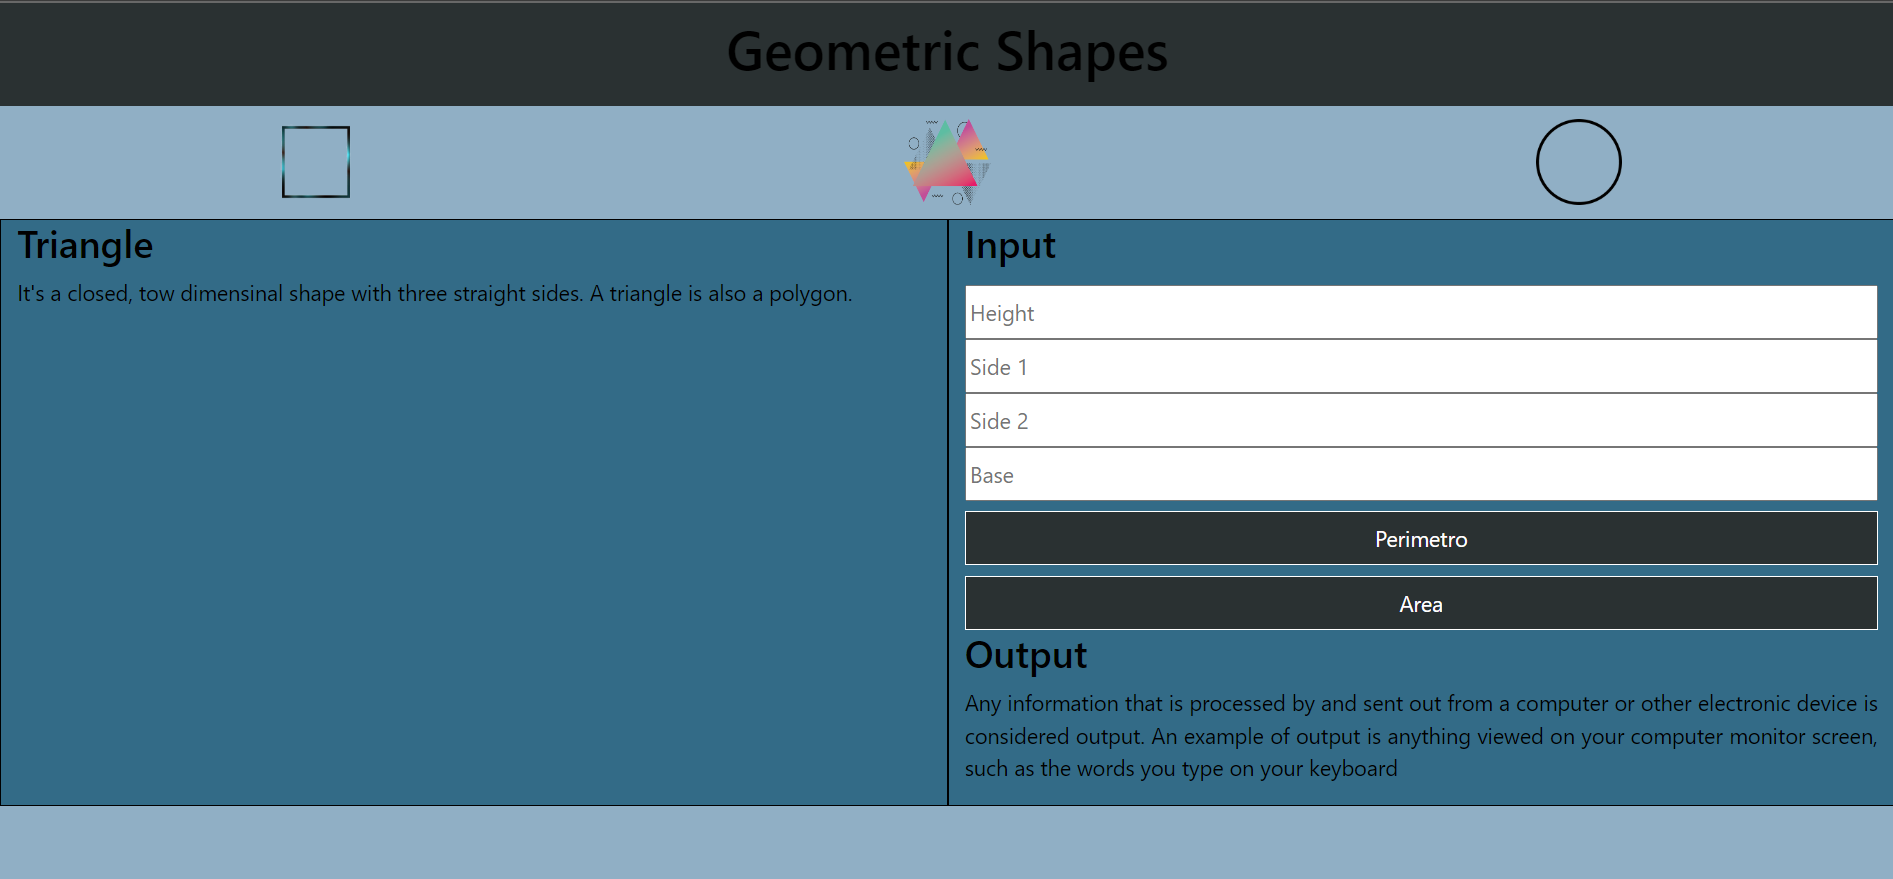 Geometric Shapes
Triangle
It's a closed, tow dimensinal shape with three straight sides. A triangle is also a polygon.
Input
Height
Side 1
Side 2
Base
Perimetro
Area
Output
Any information that is processed by and sent out from a computer or other electronic device is
considered output. An example of output is anything viewed on your computer monitor screen,
such as the words you type on your keyboard